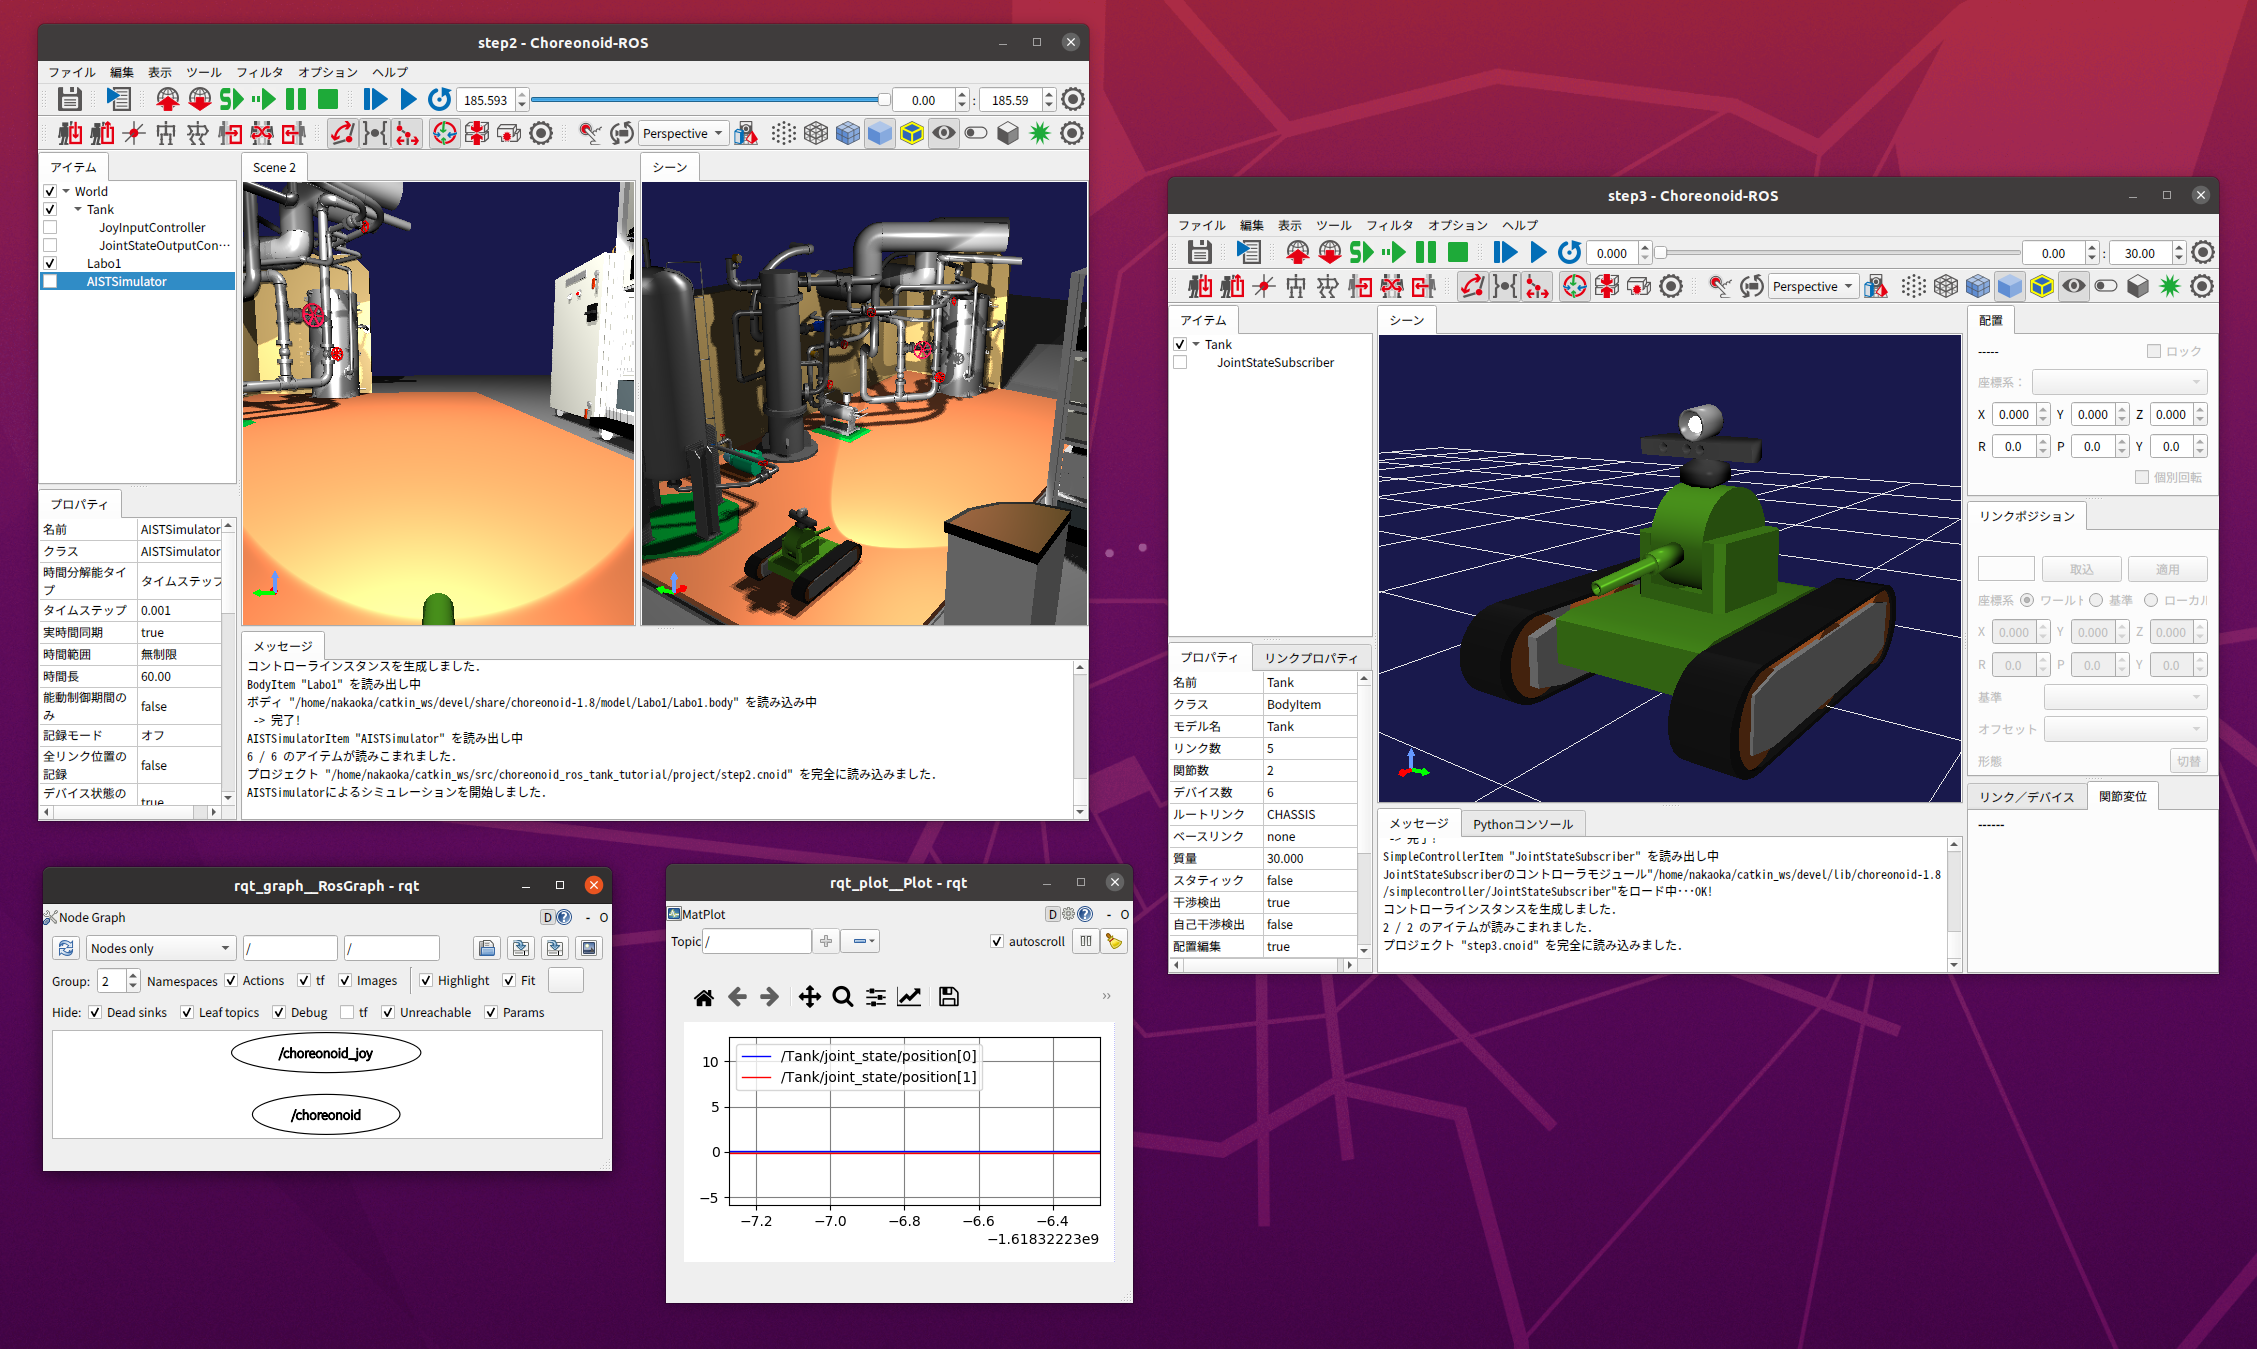 step2 - Choreonoid-ROS
ファイル 編集 表示 ツール フィルタ オプション ヘルプ
185.593 0.00 : 185.59
Perspective
アイテム
World
Tank
JoyInputController
JointStateOutputCon···
Labo1
AISTSimulator
Scene 2
シーン
プロパティ
名前 AISTSimulator
クラス AISTSimulator
時間分解能タイプ タイムステップ
タイムステップ 0.001
実時間同期 true
時間範囲 無制限
時間長 60.00
能動制御期間のみ false
記録モード オフ
全リンク位置の記録 false
デバイス状態の true
メッセージ
コントローラインスタンスを生成しました.
BodyItem "Labo1" を読み出し中
ボディ "/home/nakaoka/catkin_ws/devel/share/choreonoid-1.8/model/Labo1/Labo1.body" を読み込み中
-> 完了!
AISTSimulatorItem "AISTSimulator" を読み出し中
6 / 6 のアイテムが読みこまれました.
プロジェクト "/home/nakaoka/catkin_ws/src/choreonoid_ros_tank_tutorial/project/step2.cnoid" を完全に読み込みました.
AISTSimulatorによるシミュレーションを開始しました.
step3 - Choreonoid-ROS
ファイル 編集 表示 ツール フィルタ オプション ヘルプ
0.000 0.00 : 30.00
Perspective
アイテム
Tank
JointStateSubscriber
シーン
プロパティ リンクプロパティ
名前 Tank
クラス BodyItem
モデル名 Tank
リンク数 5
関節数 2
デバイス数 6
ルートリンク CHASSIS
ベースリンク none
質量 30.000
スタティック false
干渉検出 true
自己干渉検出 false
配置編集 true
メッセージ Pythonコンソール
-> 完了!
SimpleControllerItem "JointStateSubscriber" を読み出し中
JointStateSubscriberのコントローラモジュール"/home/nakaoka/catkin_ws/devel/lib/choreonoid-1.8
/simplecontroller/JointStateSubscriber"をロード中···OK!
コントローラインスタンスを生成しました.
2 / 2 のアイテムが読みこまれました.
プロジェクト "step3.cnoid" を完全に読み込みました.
配置
----- ロック
座標系：
X 0.000 Y 0.000 Z 0.000
R 0.0 P 0.0 Y 0.0
個別回転
リンクポジション
取込 適用
座標系 ワールド 基準 ローカル
X 0.000 Y 0.000 Z 0.000
R 0.0 P 0.0 Y 0.0
基準
オフセット
形態 切替
リンク／デバイス 関節変位
------
rqt_graph__RosGraph - rqt
Node Graph D ? - O
Nodes only / /
Group: 2 Namespaces Actions tf Images Highlight Fit
Hide: Dead sinks Leaf topics Debug tf Unreachable Params
/choreonoid_joy
/choreonoid
rqt_plot__Plot - rqt
MatPlot D ? - O
Topic / autoscroll
»
/Tank/joint_state/position[0]
/Tank/joint_state/position[1]
10
5
0
−5
−7.2 −7.0 −6.8 −6.6 −6.4
−1.61832223e9